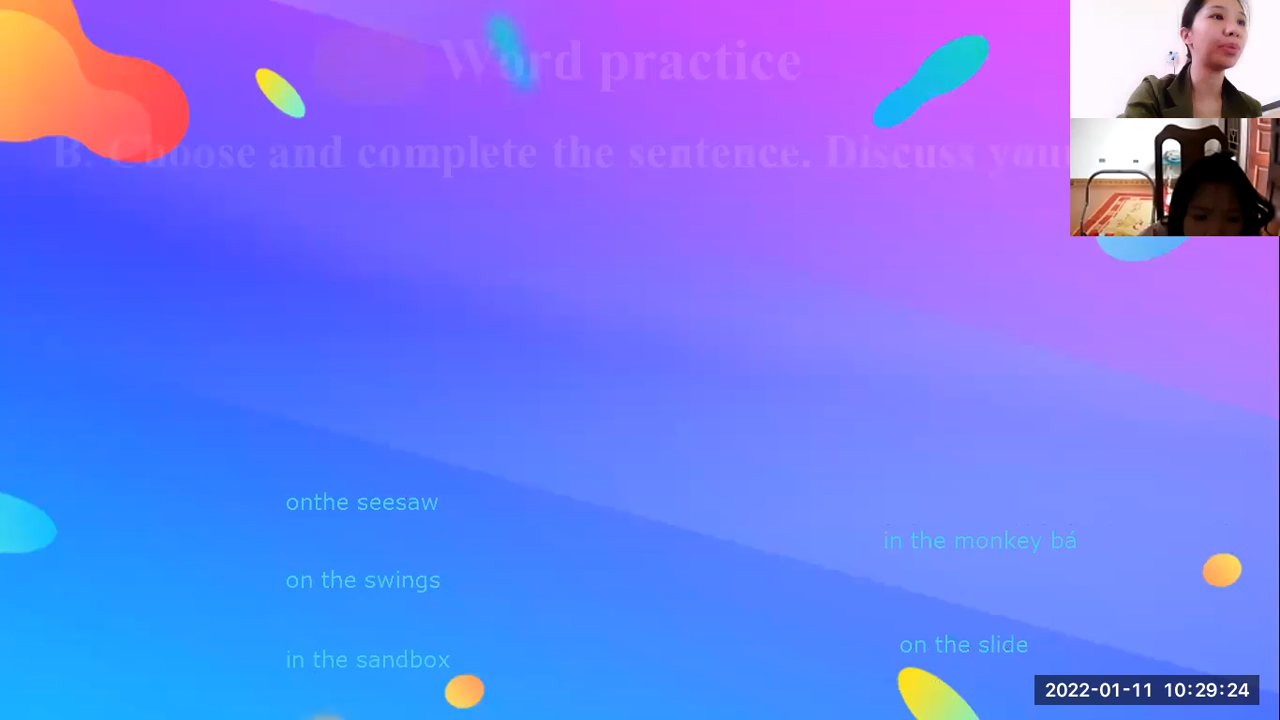 Word practice
B. Choose and complete the sentence. Discuss your
onthe seesaw
in the monkey bá
on the swings
on the slide
in the sandbox
2022-01-11 10:29:24